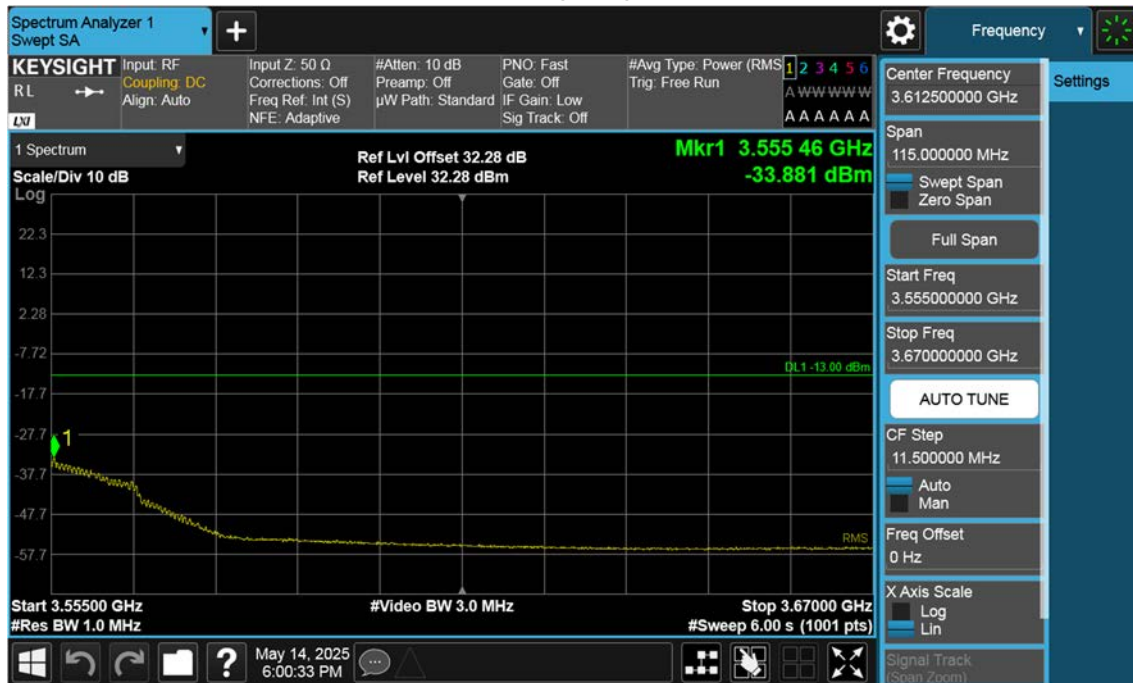 Spectrum Analyzer 1
Swept SA
+
Frequency
KEYSIGHT
RL
LXI
Input: RF
Coupling: DC
Align: Auto
Input Z: 50 Ω
Corrections: Off
Freq Ref: Int (S)
NFE: Adaptive
#Atten: 10 dB
Preamp: Off
µW Path: Standard
PNO: Fast
Gate: Off
IF Gain: Low
Sig Track: Off
#Avg Type: Power (RMS
Trig: Free Run
1 2 3 4 5 6
A W W W W W
A A A A A A
1 Spectrum
Scale/Div 10 dB
Log
Ref Lvl Offset 32.28 dB
Ref Level 32.28 dBm
Mkr1 3.555 46 GHz
-33.881 dBm
22.3
12.3
2.28
-7.72
DL1 -13.00 dBm
-17.7
-27.7
1
-37.7
-47.7
RMS
-57.7
Start 3.55500 GHz
#Res BW 1.0 MHz
#Video BW 3.0 MHz
Stop 3.67000 GHz
#Sweep 6.00 s (1001 pts)
?
May 14, 2025
6:00:33 PM
Center Frequency
3.612500000 GHz
Span
115.000000 MHz
Swept Span
Zero Span
Full Span
Start Freq
3.555000000 GHz
Stop Freq
3.670000000 GHz
AUTO TUNE
CF Step
11.500000 MHz
Auto
Man
Freq Offset
0 Hz
X Axis Scale
Log
Lin
Signal Track
(Span Zoom)
Settings